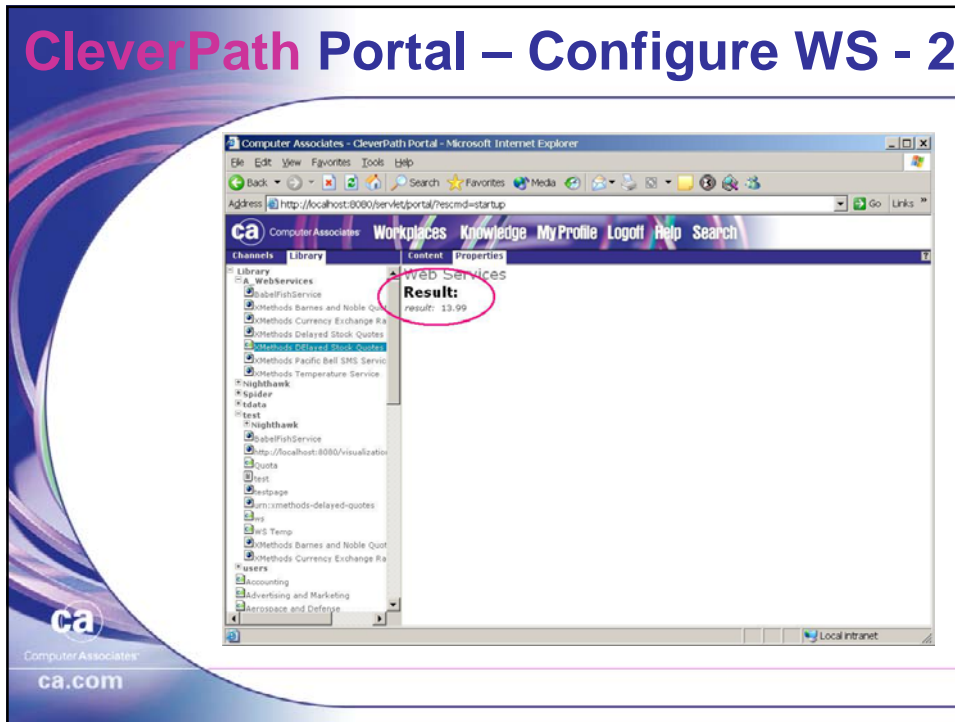 CleverPath Portal – Configure WS - 2
Computer Associates - CleverPath Portal - Microsoft Internet Explorer
File Edit View Favorites Tools Help
Back Search Favorites Media
Address http://localhost:8080/servlet/portal/?escmd=startup Go Links »
ca Computer Associates Workplaces Knowledge My Profile Logoff Help Search
Channels Library Content Properties ?
Library
A_WebServices
BabelFishService
XMethods Barnes and Noble Quot
XMethods Currency Exchange Ra
XMethods Delayed Stock Quotes
XMethods DElayed Stock Quotes
XMethods Pacific Bell SMS Servic
XMethods Temperature Service
Nighthawk
Spider
tdata
test
Nighthawk
BabelFishService
http://localhost:8080/visualization
Quota
test
testpage
urn:xmethods-delayed-quotes
ws
WS Temp
XMethods Barnes and Noble Quot
XMethods Currency Exchange Ra
users
Accounting
Advertising and Marketing
Aerospace and Defense
Web Services
Result:
result: 13.99
Local intranet
ca
Computer Associates™
ca.com